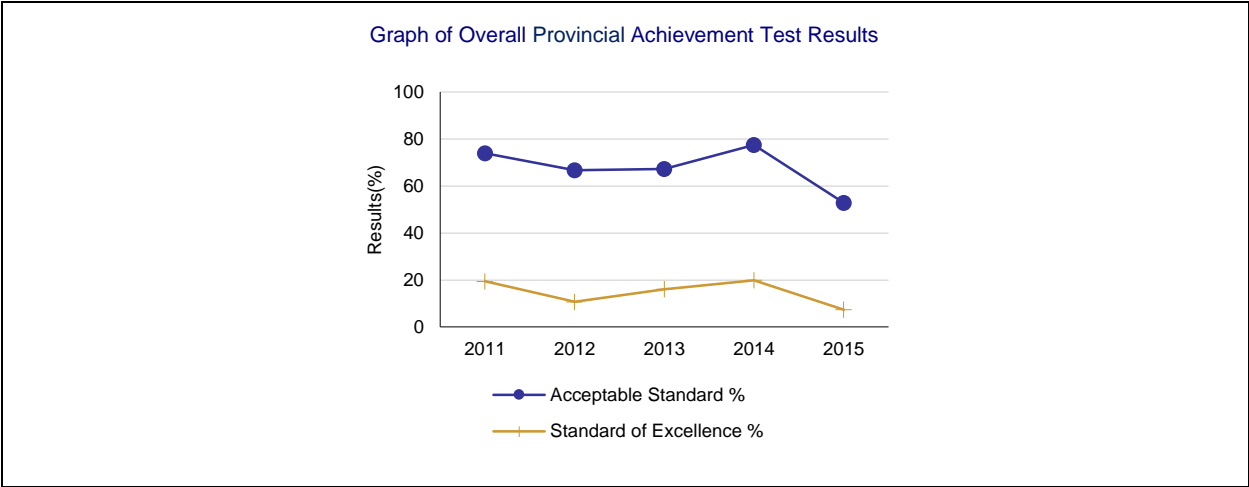 Graph of Overall Provincial Achievement Test Results
100
80
60
40
20
0
Results(%)
2011 2012 2013 2014 2015
Acceptable Standard %
Standard of Excellence %